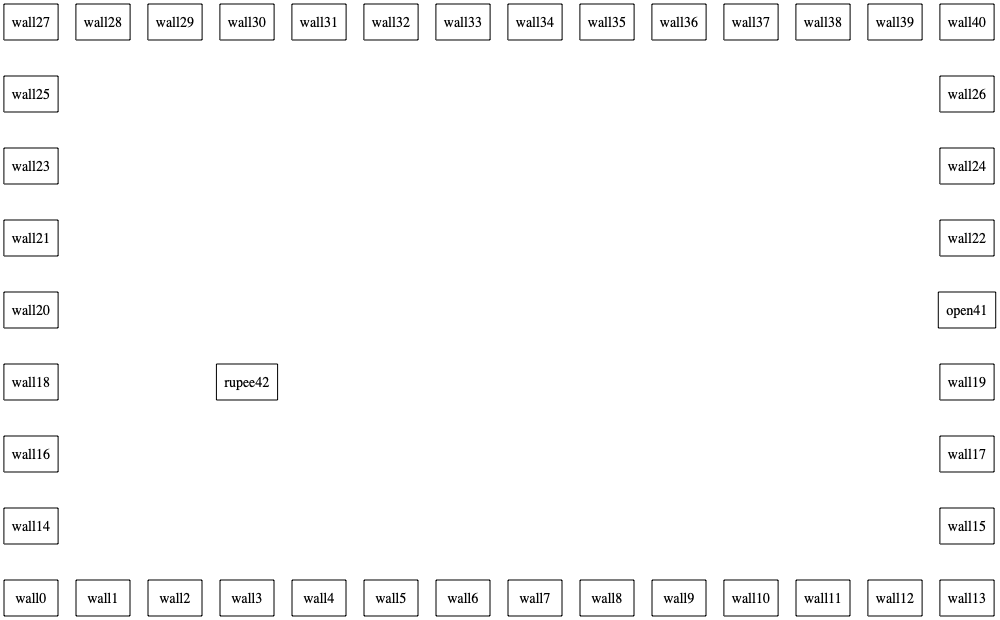 wall27 wall28 wall29 wall30 wall31 wall32 wall33 wall34 wall35 wall36 wall37 wall38 wall39 wall40
wall25 wall26
wall23 wall24
wall21 wall22
wall20 open41
wall18 rupee42 wall19
wall16 wall17
wall14 wall15
wall0 wall1 wall2 wall3 wall4 wall5 wall6 wall7 wall8 wall9 wall10 wall11 wall12 wall13